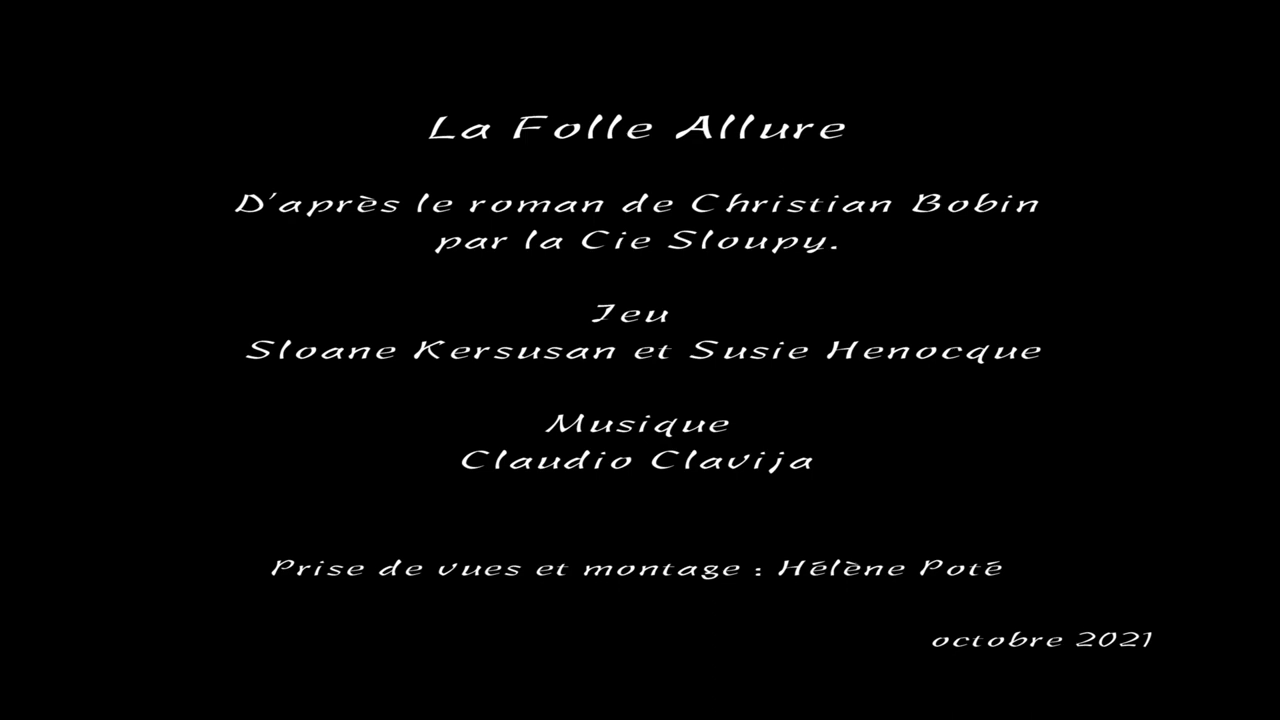 La Folle Allure
D'après le roman de Christian Bobin
par la Cie Sloupy.
Jeu
Sloane Kersusan et Susie Henocque
Musique
Claudio Clavija
Prise de vues et montage : Hélène Poté
octobre 2021